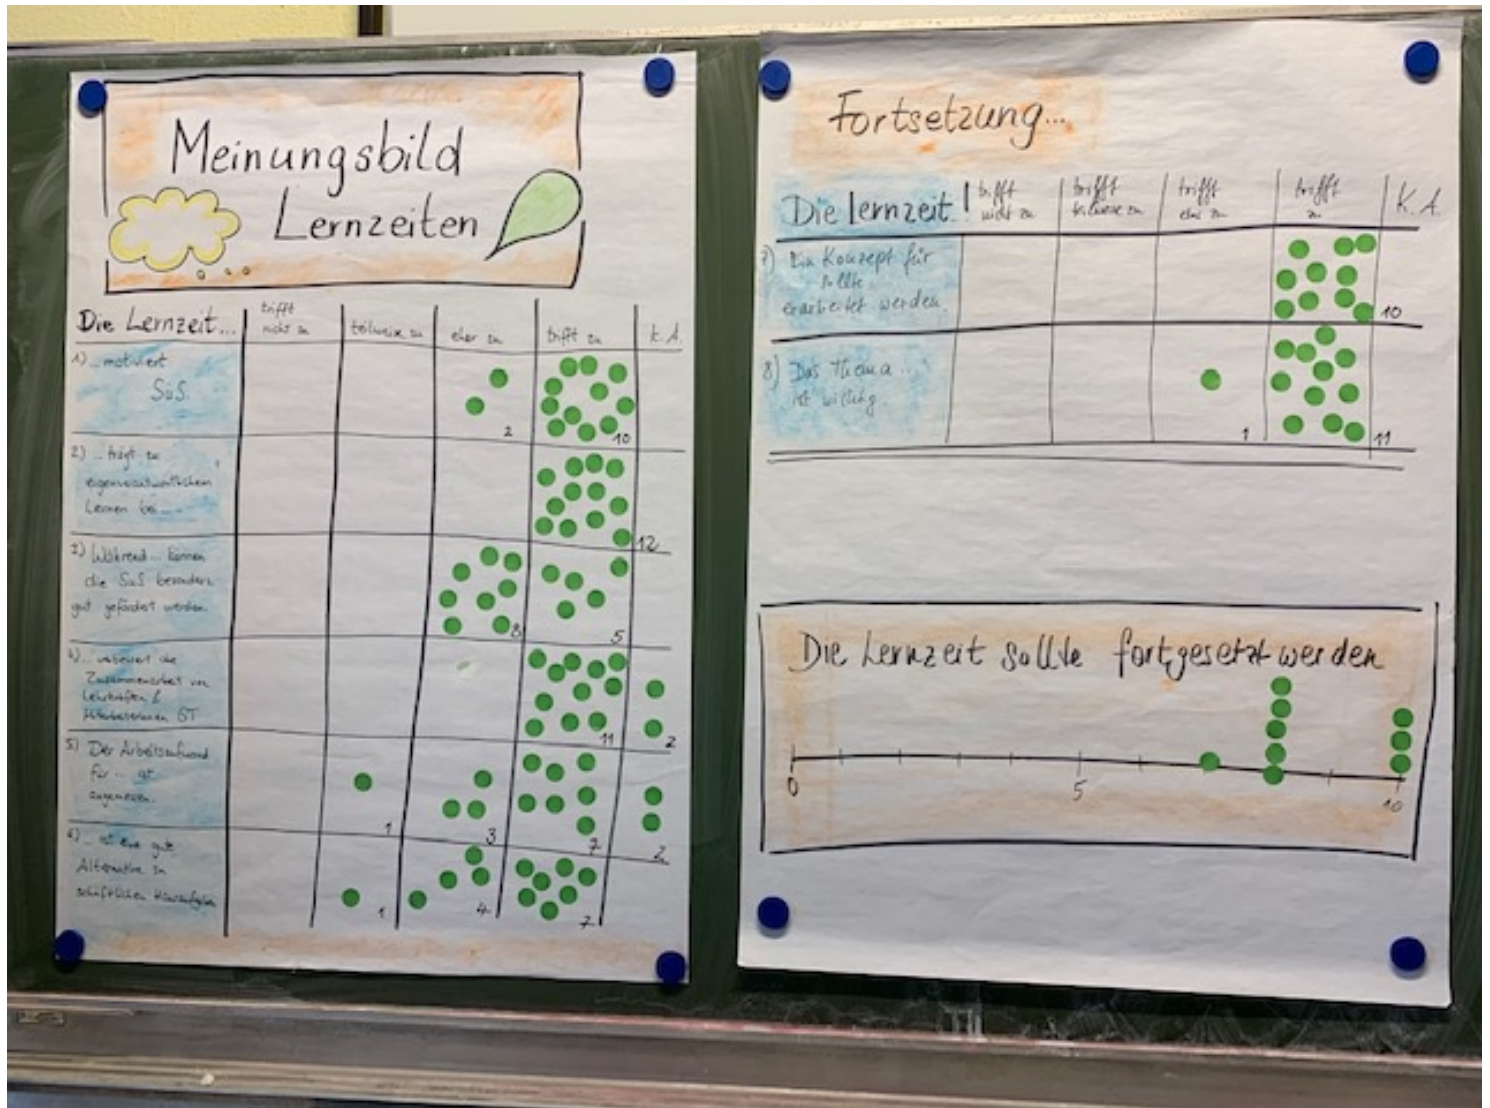 Meinungsbild
Lernzeiten
Die Lernzeit...
trifft
nicht zu
teilweise zu
eher zu
trifft zu
K.A.
1) ... motiviert
SuS.
2
10
2) ... trägt zu
eigenverantwortlichem
Lernen bei...
12
3) Während ... können
die SuS besonders
gut gefördert werden.
8
5
4) ... verbessert die
Zusammenarbeit von
Lehrkräften &
MitarbeiterInnen GT
11
2
5) Der Arbeitsaufwand
für ... ist
angemessen.
1
3
7
2
6) ... ist eine gute
Alternative zu
schriftlichen Hausaufgaben
1
4
7
Fortsetzung...
Die Lernzeit!
trifft
nicht zu
trifft
teilweise zu
trifft
eher zu
trifft
zu
K.A.
7) Ein Konzept für
sollte
erarbeitet werden.
10
8) Das Thema...
ist wichtig.
1
11
Die Lernzeit sollte fortgesetzt werden
0
5
10